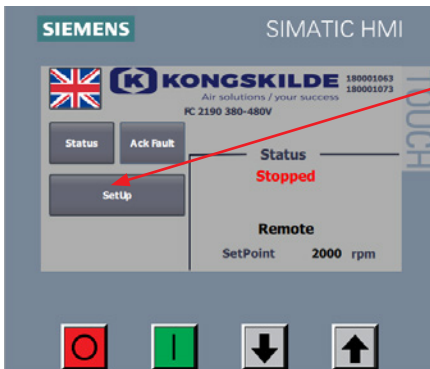 SIEMENS
SIMATIC HMI
TOUCH
K KONGSKILDE
Air solutions / your success
180001063
180001073
FC 2190 380-480V
Status
Ack Fault
SetUp
Status
Stopped
Remote
SetPoint 2000 rpm